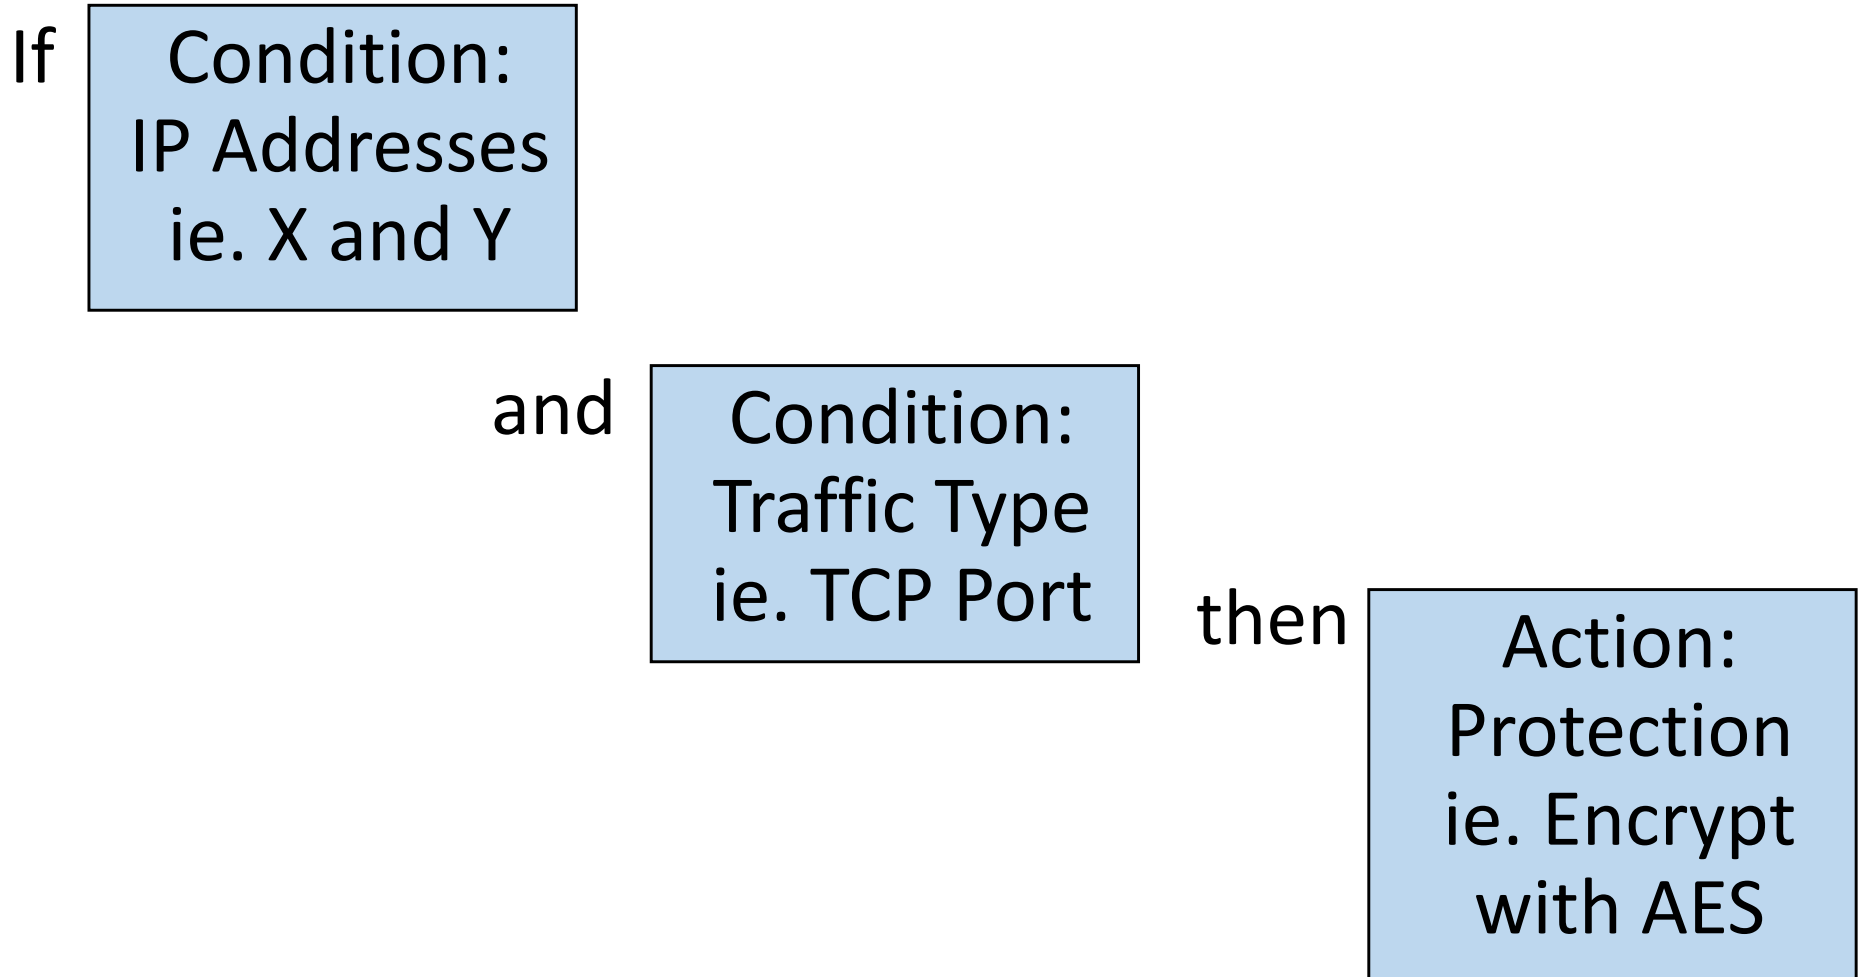 If
Condition:
IP Addresses
ie. X and Y
and
Condition:
Traffic Type
ie. TCP Port
then
Action:
Protection
ie. Encrypt
with AES